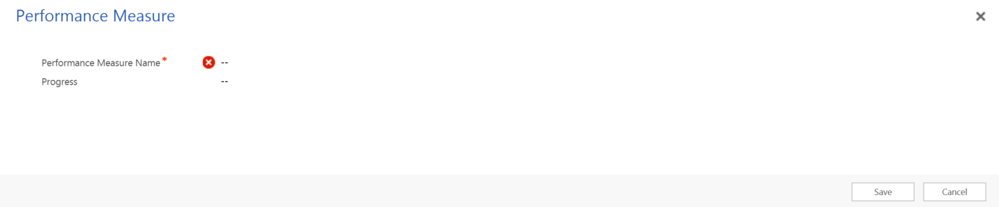 Performance Measure
Performance Measure Name* --
Progress --
Save Cancel